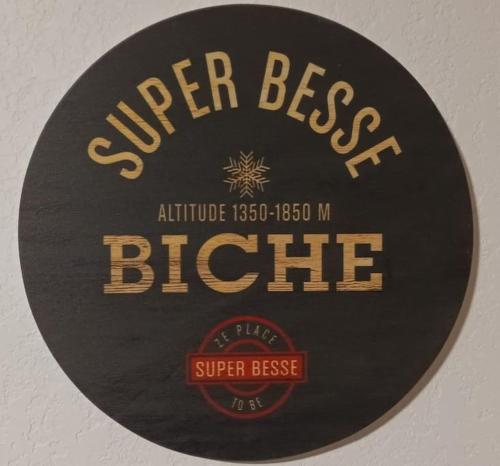 SUPER BESSE
ALTITUDE 1350-1850 M
BICHE
ZE PLACE
SUPER BESSE
TO BE